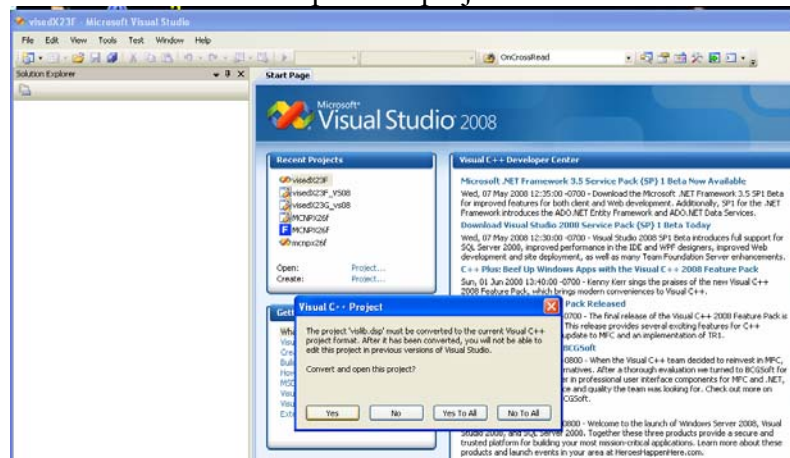 visedX23F - Microsoft Visual Studio
File Edit View Tools Test Window Help
OnCrossRead
Solution Explorer
Start Page
Microsoft®
Visual Studio 2008
Recent Projects
visedX23F
visedX23F_VS08
visedX23G_vs08
MCNPX26F
MCNPX26F
mcnpx26f
Open: Project...
Create: Project...
Visual C++ Developer Center
Microsoft .NET Framework 3.5 Service Pack (SP) 1 Beta Now Available
Wed, 07 May 2008 12:35:00 -0700 - Download the Microsoft .NET Framework 3.5 SP1 Beta
for improved features for both client and Web development. Additionally, SP1 for the .NET
Framework introduces the ADO.NET Entity Framework and ADO.NET Data Services.
Download Visual Studio 2008 Service Pack (SP) 1 Beta Today
Wed, 07 May 2008 12:30:00 -0700 - Visual Studio 2008 SP1 Beta introduces full support for
SQL Server 2008, improved performance in the IDE and WPF designers, improved Web
development and site deployment, as well as many Team Foundation Server enhancements.
C++ Plus: Beef Up Windows Apps with the Visual C++ 2008 Feature Pack
Sun, 01 Jun 2008 13:40:00 -0700 - Kenny Kerr sings the praises of the new Visual C++
2008 Feature Pack, which brings modern conveniences to Visual C++.
Pack Released
0700 - The final release of the Visual C++ 2008 Feature Pack is
This release provides several exciting features for C++
update to MFC and an implementation of TR1.
BCGSoft
0800 - When the Visual C++ team decided to reinvest in MFC,
rnatives. After a thorough evaluation we turned to BCGSoft for
er in professional user interface components for MFC and .NET,
ce and quality the team was looking for. Check out more on
CGSoft.
0800 - Welcome to the launch of Windows Server 2008, Visual
Studio 2008, and SQL Server 2008. Together these three products provide a secure and
trusted platform for building your most mission-critical applications. Learn more about these
products and launch events in your area at HeroesHappenHere.com.
Visual C++ Project
The project 'vislib.dsp' must be converted to the current Visual C++
project format. After it has been converted, you will not be able to
edit this project in previous versions of Visual Studio.
Convert and open this project?
Yes No Yes To All No To All